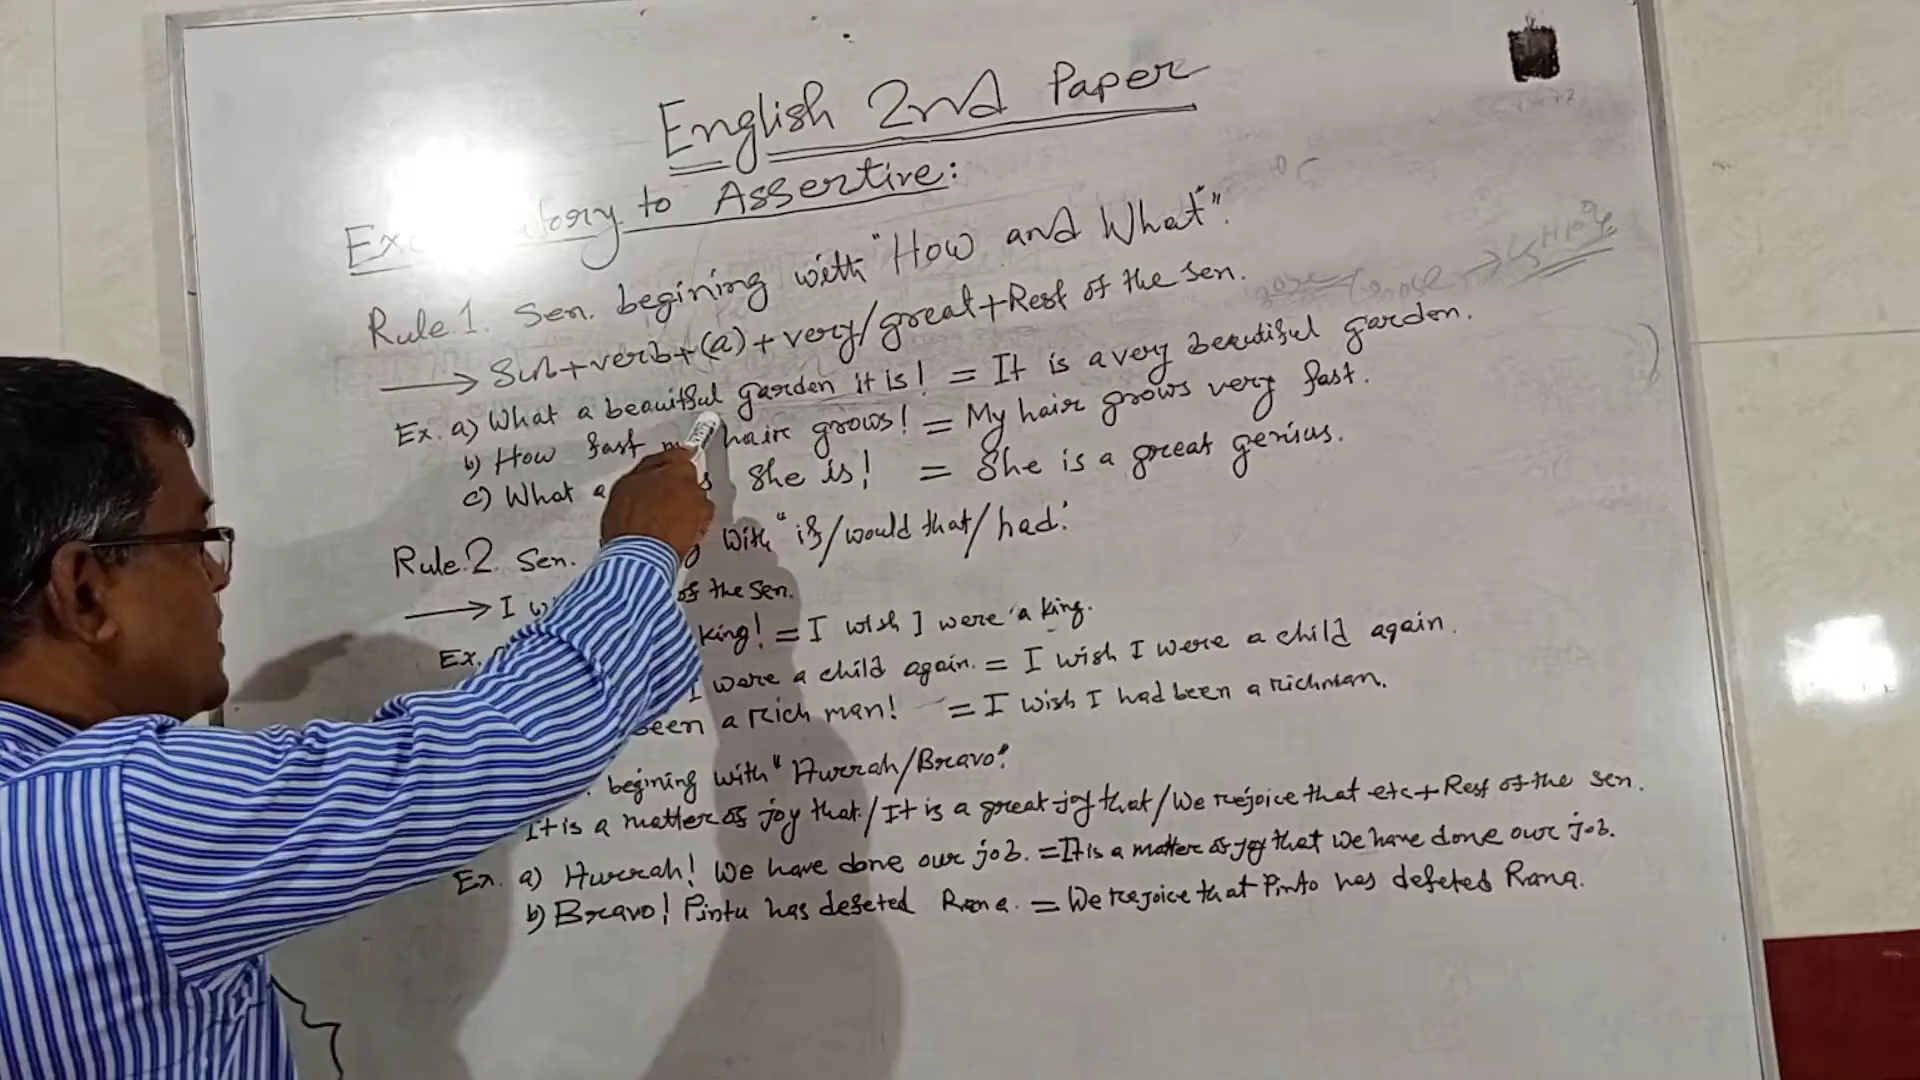 English 2nd Paper
to Assertive:
Rule.1. Sen. begining with "How and What".
Sub+verb+(a)+very/great+Rest of the sen.
Ex. a) What a beautiful garden it is! = It is a very beautiful garden.
b) How fast my hair grows! = My hair grows very fast.
c) What a she is! = She is a great genius.
Rule.2. Sen. with "if/would that/had."
I of the sen.
Ex. king! = I wish I were a king.
I were a child again. = I wish I were a child again.
been a rich man! = I wish I had been a richman.
begining with "Hurrah/Bravo".
It is a matter of joy that/It is a great joy that/We rejoice that etc+Rest of the sen.
Ex. a) Hurrah! We have done our job. = It is a matter of joy that we have done our job.
b) Bravo! Pintu has defeted Rana. = We rejoice that Pinto has defeted Rana.